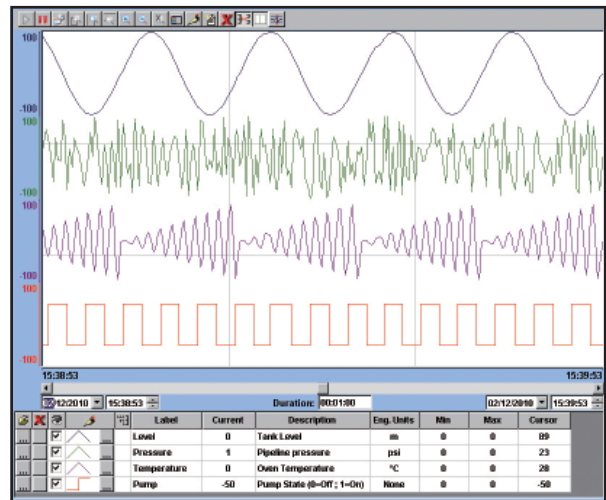 100
-100
100
-100
100
-100
100
-100
15:38:53 15:39:53
12/2010 15:38:53 Duration: 00:01:00 02/12/2010 15:39:53
Label Current Description Eng. Units Min Max Cursor
Level 0 Tank Level m 0 0 89
Pressure 1 Pipeline pressure psi 0 0 23
Temperature 0 Oven Temperature °C 0 0 28
Pump -50 Pump State (0=Off ; 1=On) None 0 0 -50